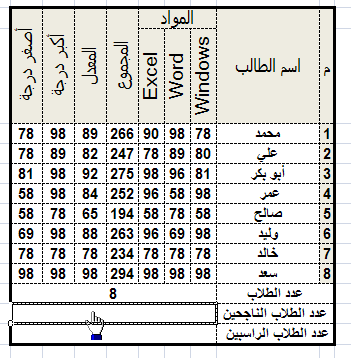 م اسم الطالب المواد المجموع المعدل أكبر درجة أصغر درجة
Windows Word Excel
1 محمد 78 98 90 266 89 98 78
2 علي 80 89 78 247 82 89 78
3 أبو بكر 81 96 98 275 92 98 81
4 عمر 98 58 96 252 84 98 58
5 صالح 58 78 58 194 65 78 58
6 وليد 98 69 96 263 88 98 69
7 خالد 78 78 78 234 78 78 78
8 سعد 98 98 98 294 98 98 98
عدد الطلاب 8
عدد الطلاب الناجحين
عدد الطلاب الراسبين